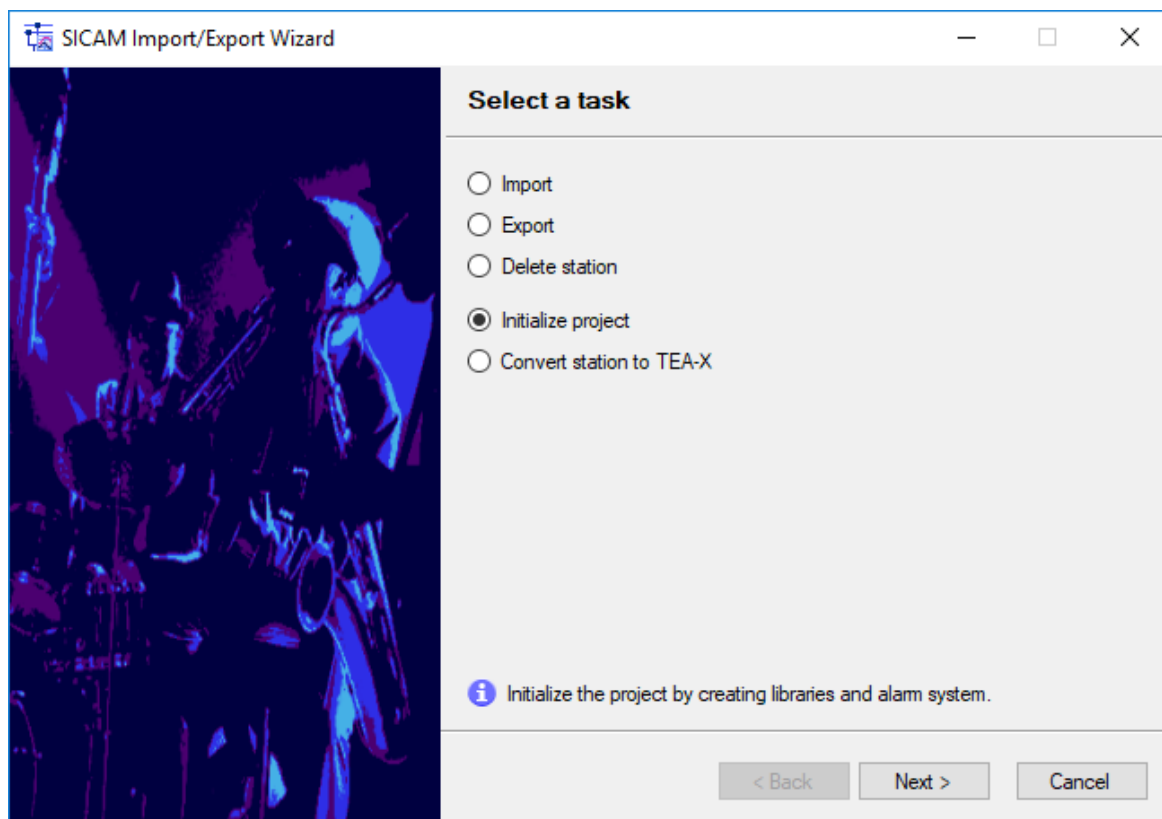 SICAM Import/Export Wizard
Select a task
Import
Export
Delete station
Initialize project
Convert station to TEA-X
Initialize the project by creating libraries and alarm system.
< Back Next > Cancel